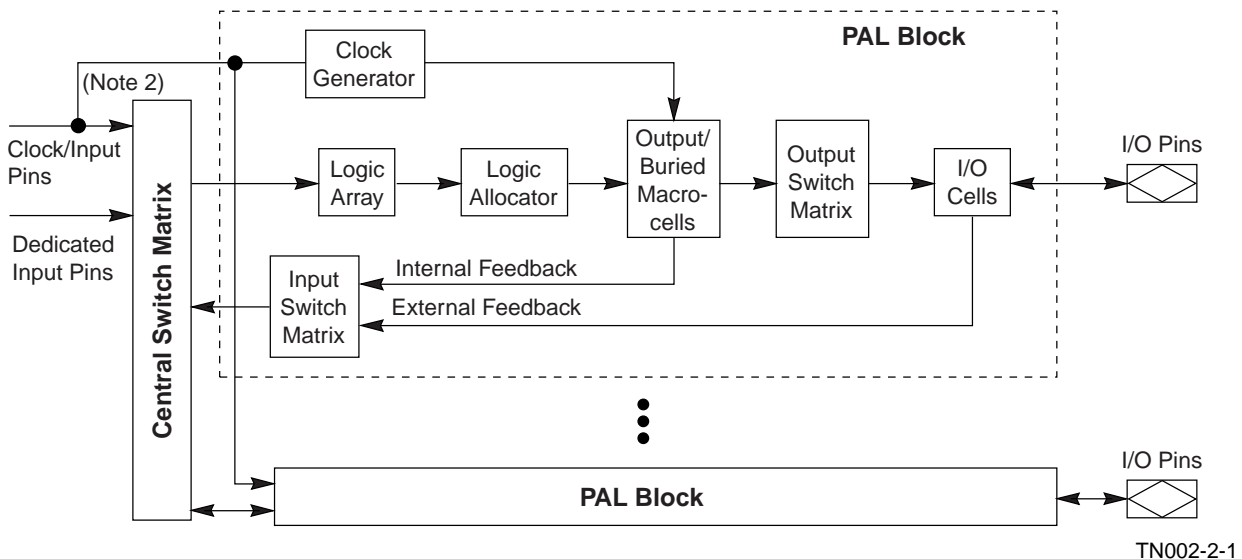 PAL Block
Clock
Generator
(Note 2)
Clock/Input
Pins
Dedicated
Input Pins
Central Switch Matrix
Logic
Array
Logic
Allocator
Output/
Buried
Macro-
cells
Output
Switch
Matrix
I/O
Cells
I/O Pins
Input
Switch
Matrix
Internal Feedback
External Feedback
PAL Block
I/O Pins
TN002-2-1